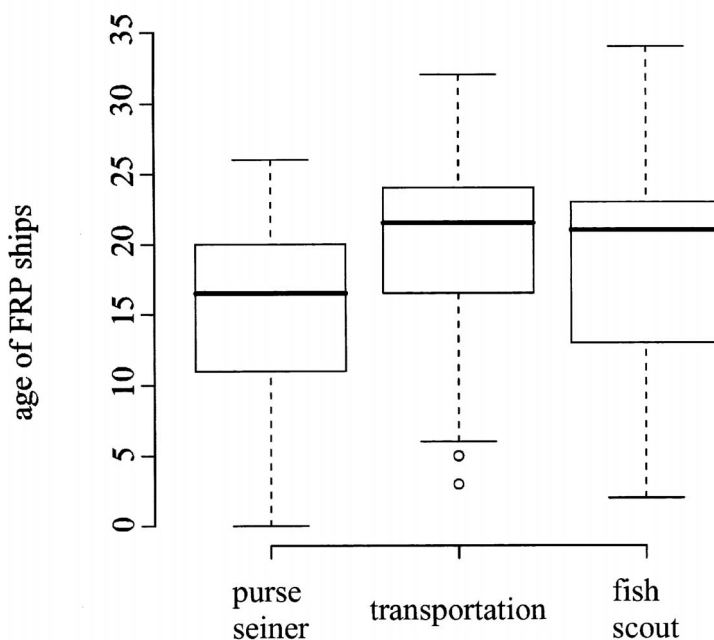 age of FRP ships
35
30
25
20
15
10
5
0
purse
seiner
transportation
fish
scout